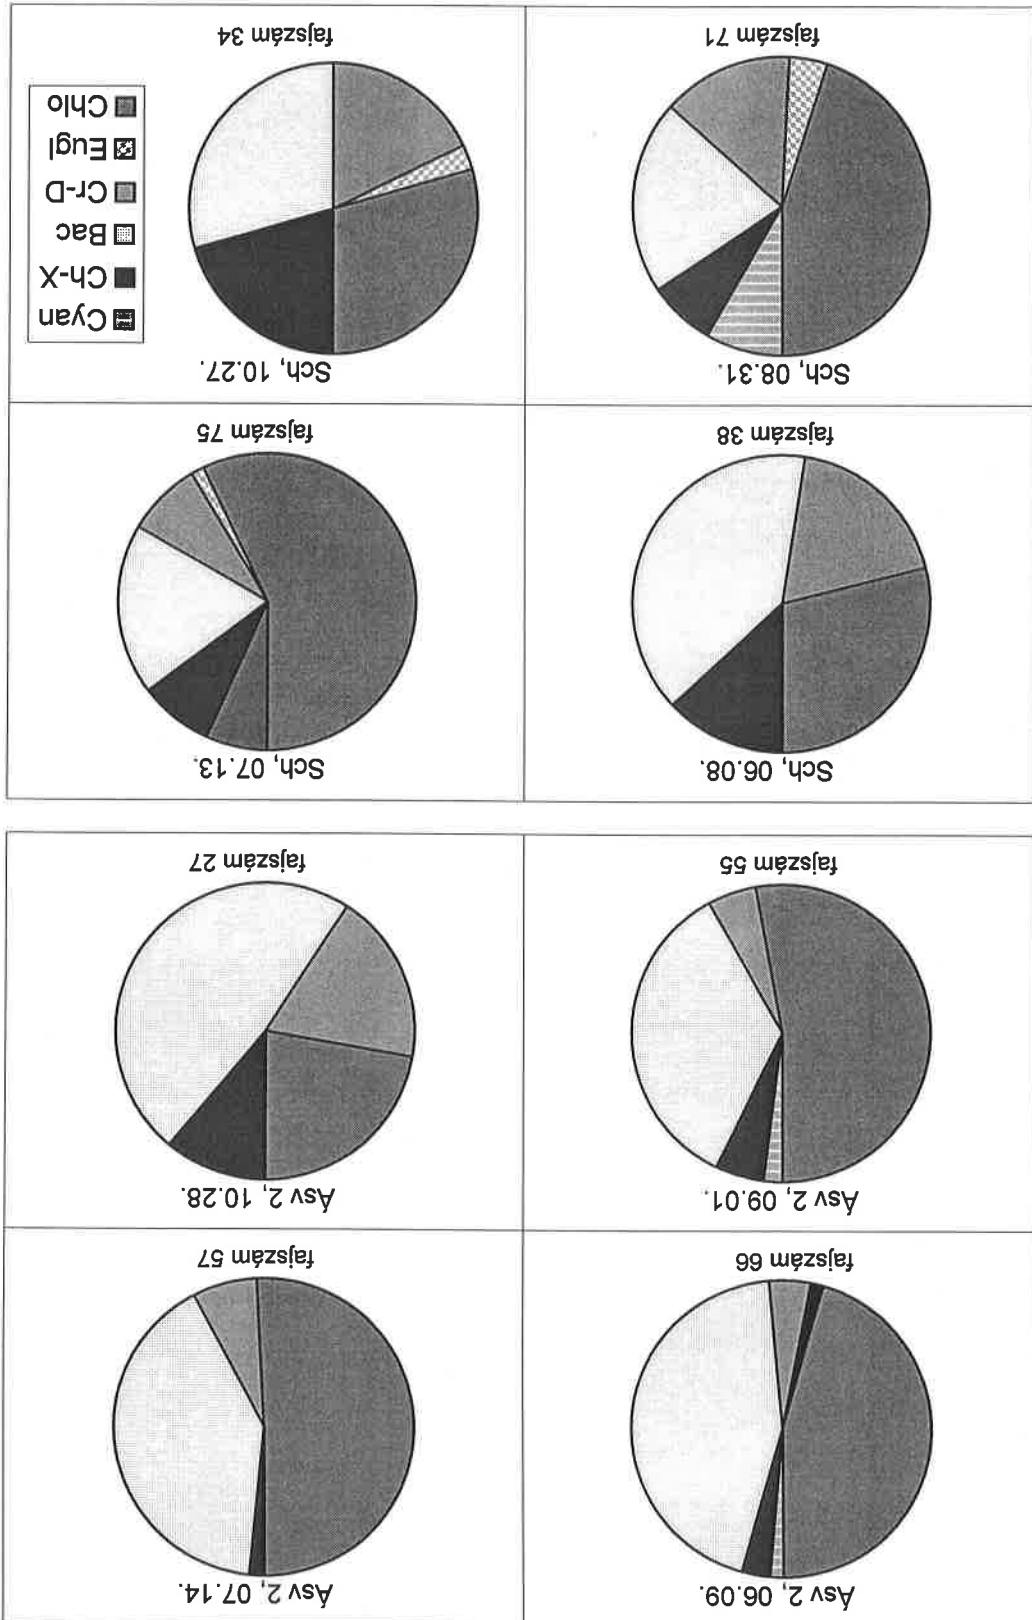 Ásv 2, 06.09.
Ásv 2, 07.14.
fajszám 66
fajszám 57
Ásv 2, 09.01.
Ásv 2, 10.28.
fajszám 55
fajszám 27
Sch, 06.08.
Sch, 07.13.
fajszám 38
fajszám 75
Sch, 08.31.
Sch, 10.27.
fajszám 71
fajszám 34
Cyan
Ch-X
Bac
Cr-D
Eugl
Chlo